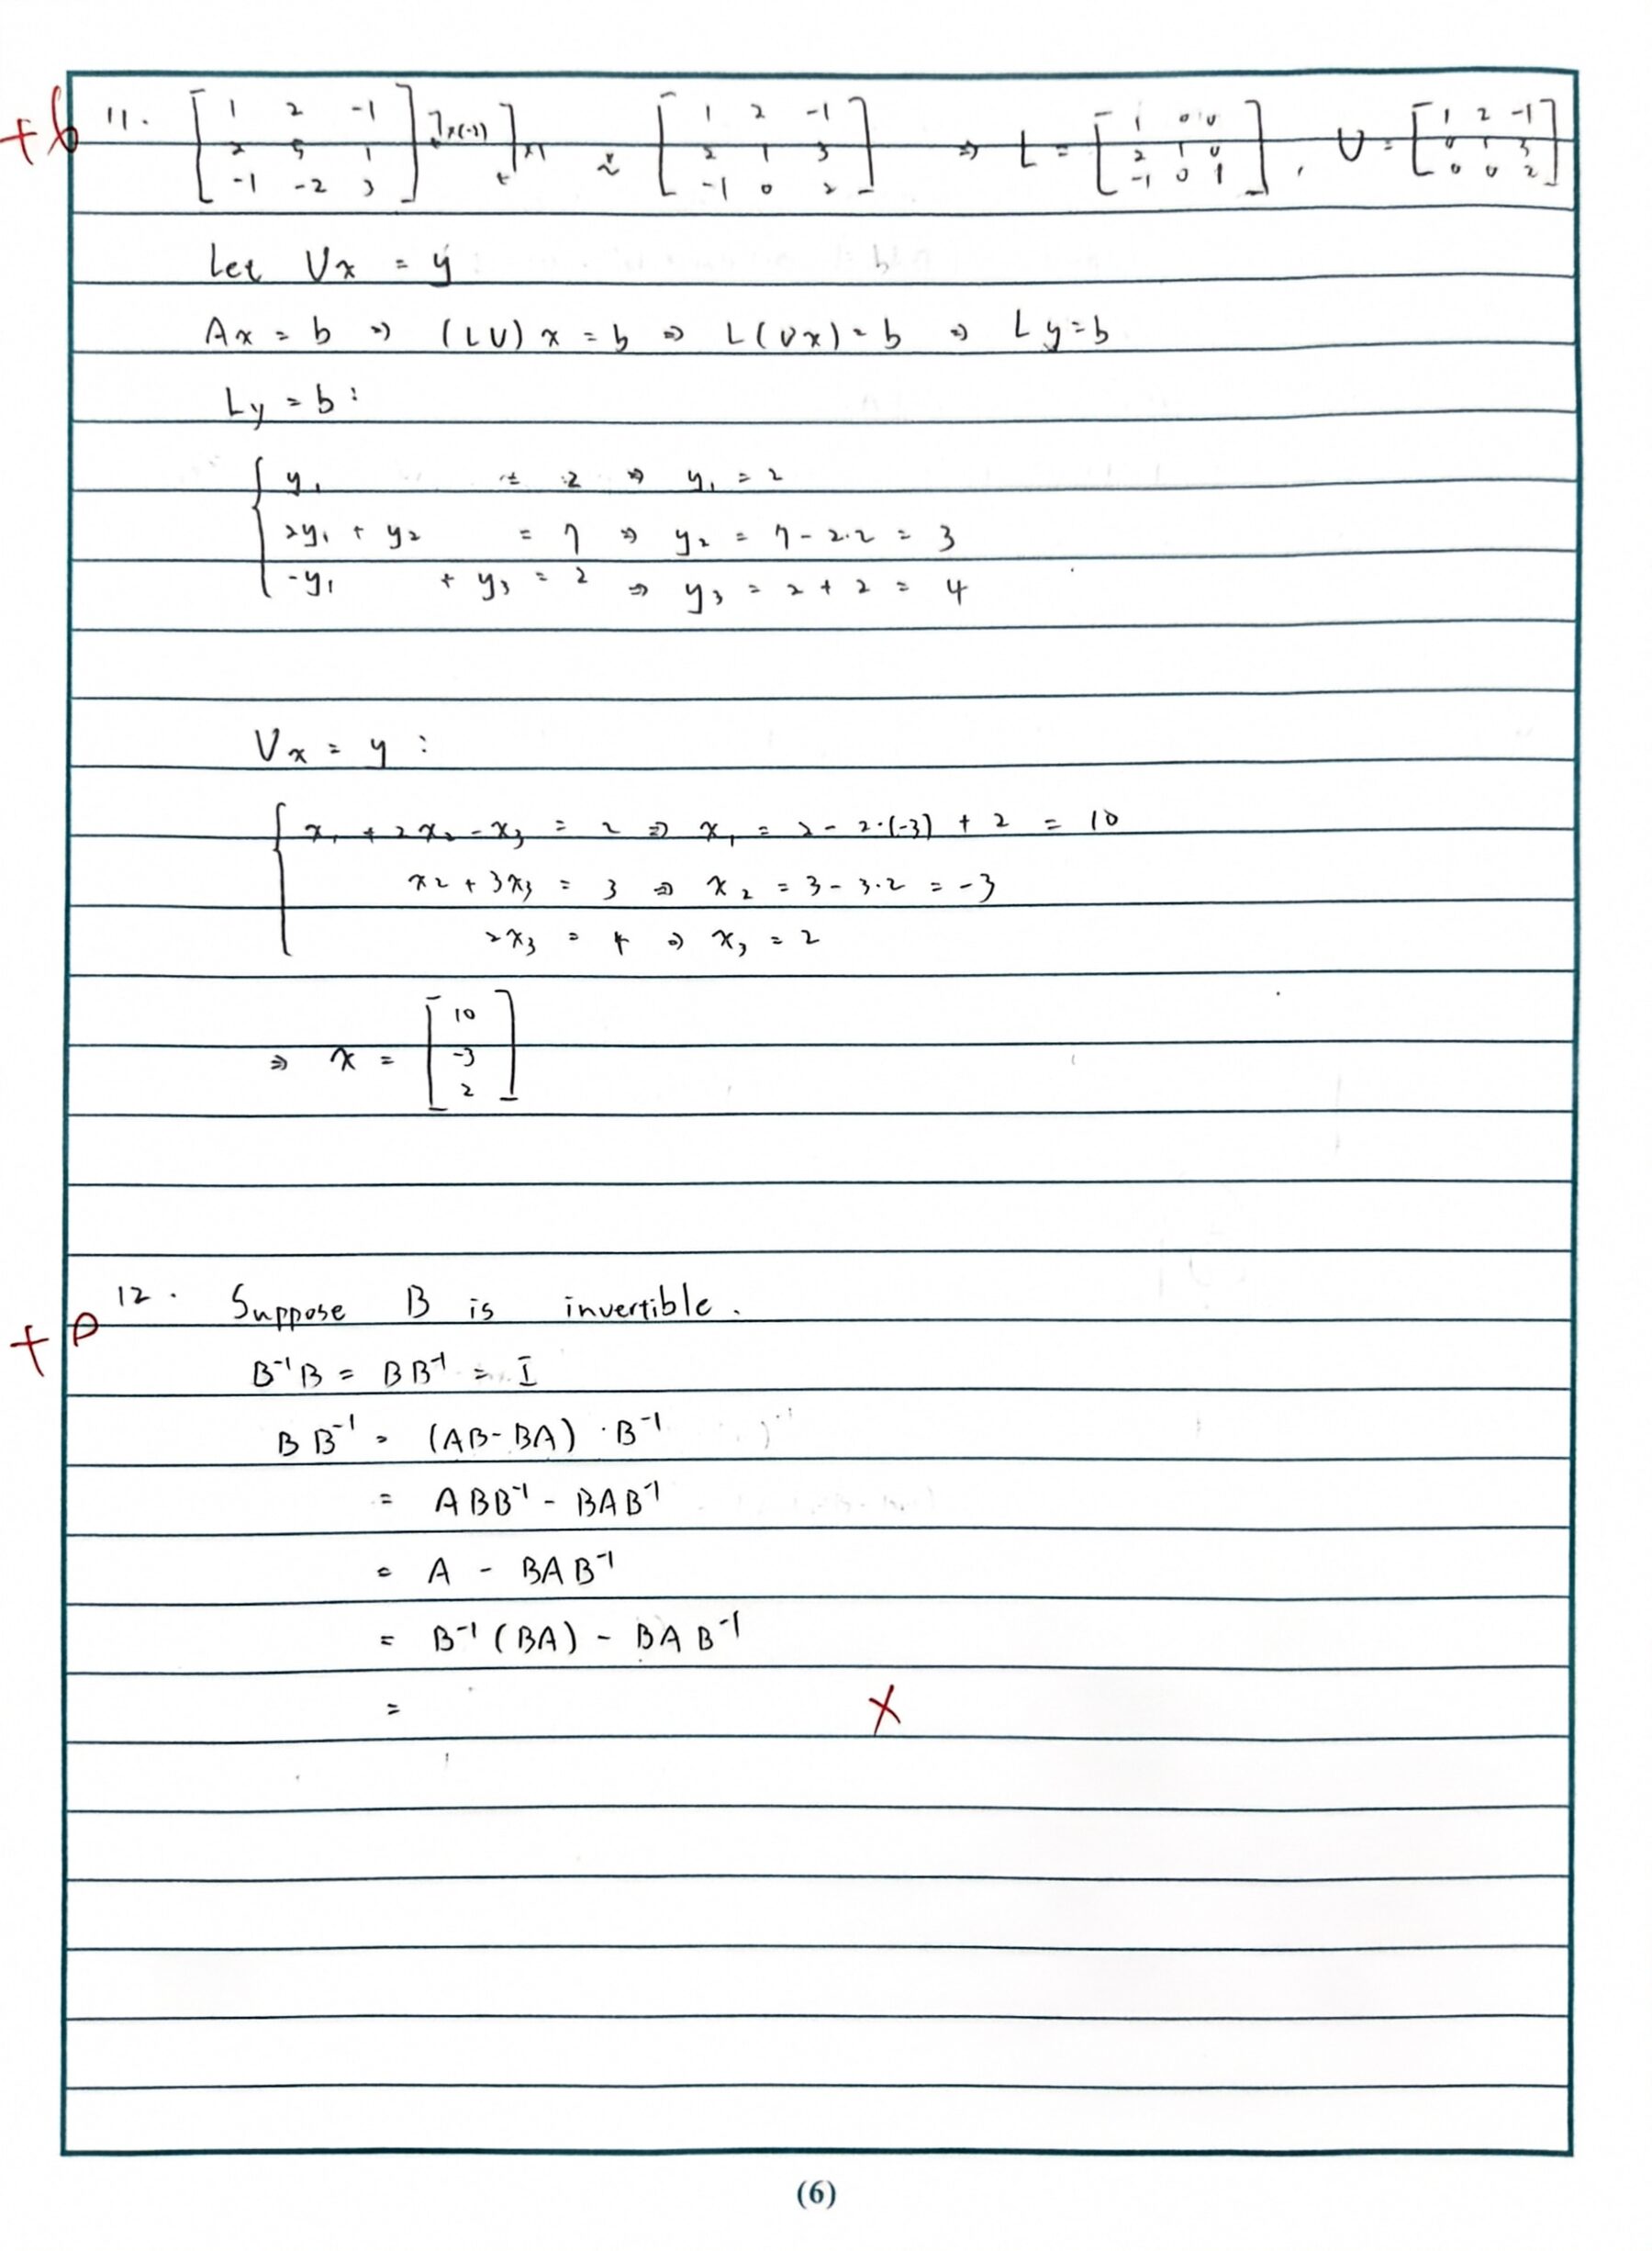 +6 11. [1 2 -1; 2 5 1; -1 -2 3] ]x(-2) ]x1 ~ [1 2 -1; 2 1 3; -1 0 2] ⇒ L = [1 0 0; 2 1 0; -1 0 1], U = [1 2 -1; 0 1 3; 0 0 2]
Let Ux = y
Ax = b ⇒ (LU)x = b ⇒ L(Ux) = b ⇒ Ly = b
Ly = b:
y₁ = 2 ⇒ y₁ = 2
2y₁ + y₂ = 7 ⇒ y₂ = 7 - 2·2 = 3
-y₁ + y₃ = 2 ⇒ y₃ = 2 + 2 = 4
Ux = y:
x₁ + 2x₂ - x₃ = 2 ⇒ x₁ = 2 - 2·(-3) + 2 = 10
x₂ + 3x₃ = 3 ⇒ x₂ = 3 - 3·2 = -3
2x₃ = 4 ⇒ x₃ = 2
⇒ x = [10; -3; 2]
+0 12. Suppose B is invertible.
B⁻¹B = BB⁻¹ = I
BB⁻¹ = (AB-BA)·B⁻¹
= ABB⁻¹ - BAB⁻¹
= A - BAB⁻¹
= B⁻¹(BA) - BAB⁻¹
= X
(6)